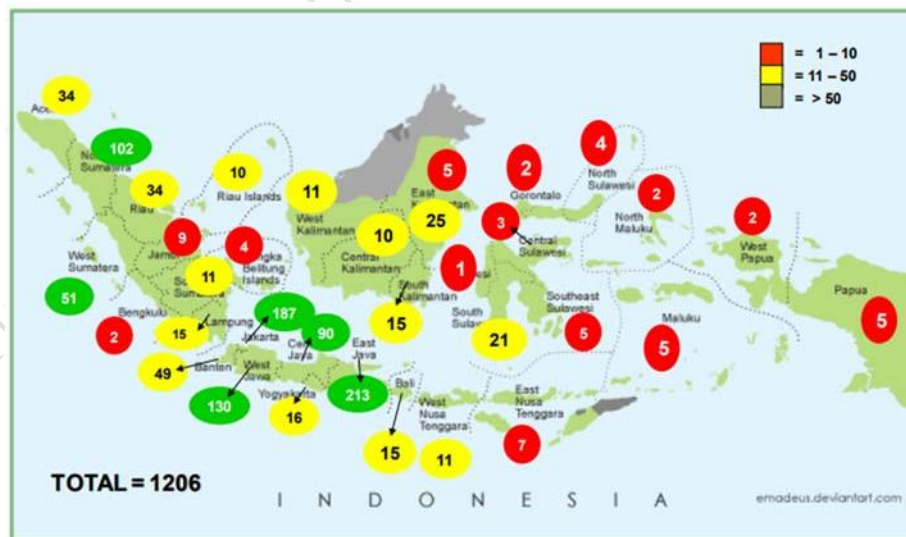 = 1 – 10
= 11 – 50
= > 50
34
102
North
Sumatera
34
Riau
10
Riau Islands
11
West
Kalimantan
5
East
2
Gorontalo
4
North
Sulawesi
2
North
Maluku
2
West
Papua
Papua
5
9
4
Belitung
Islands
11
10
Central
Kalimantan
25
3
Central
Sulawesi
1
West
Sumatera
51
Bengkulu
2
15
Lampung
187
Jakarta
90
Java
South
Kalimantan
15
South
21
Southeast
Sulawesi
5
Maluku
5
49
Banten
West
Java
130
Yogyakarta
16
East
Java
213
Bali
15
West
Nusa
Tenggara
11
East
Nusa
Tenggara
7
TOTAL = 1206
INDONESIA
emadeus.deviantart.com